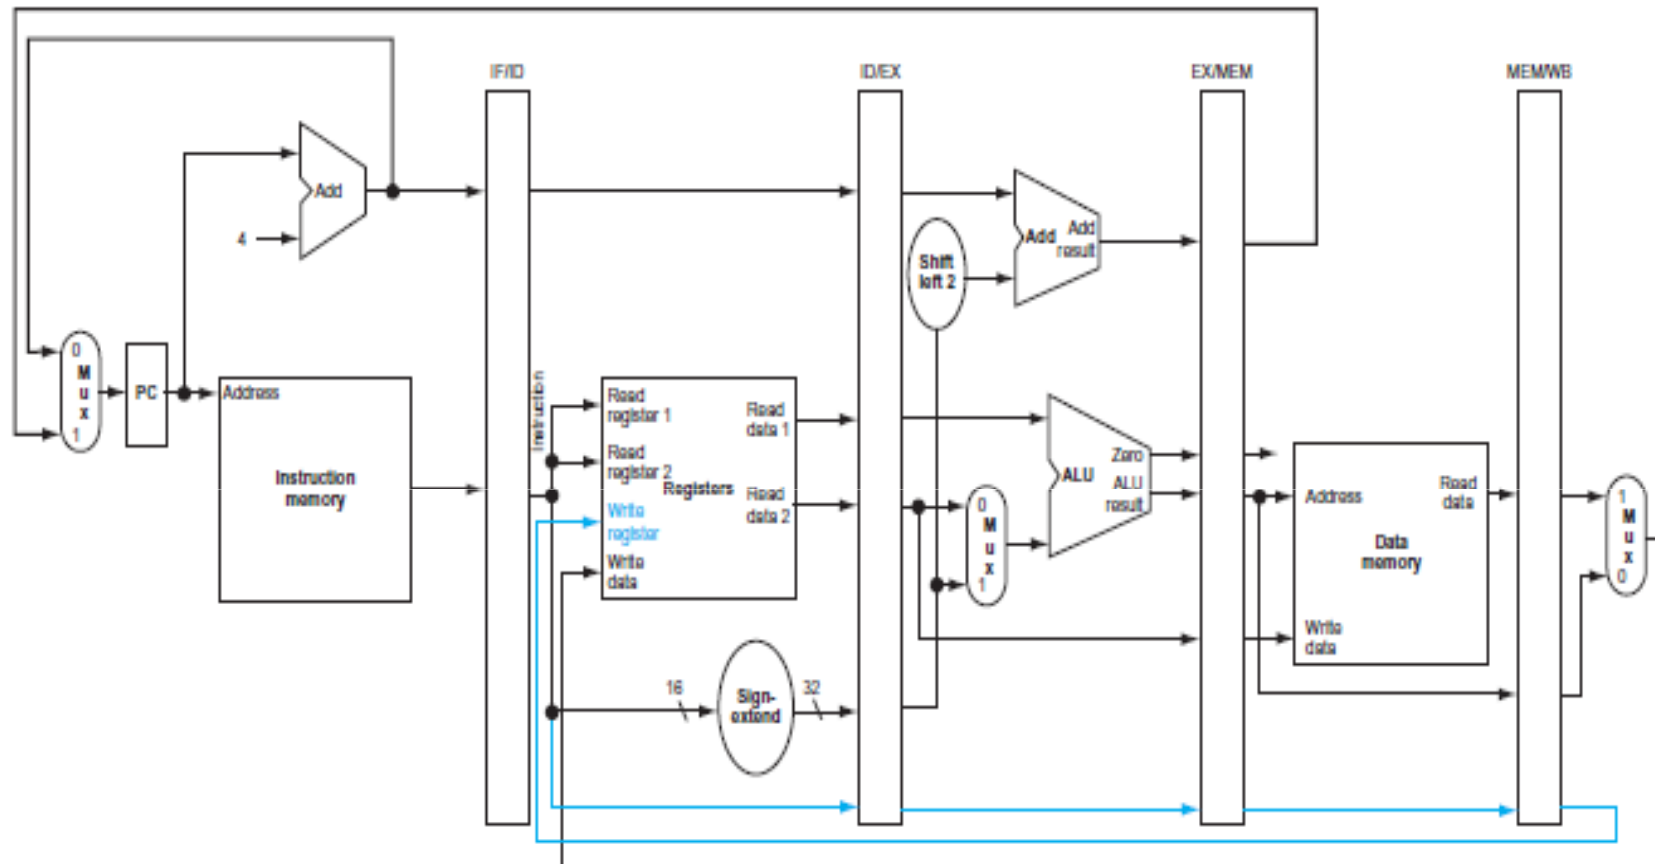 IF/ID
ID/EX
EX/MEM
MEM/WB
Add
4
Add
Add
result
Shift
left 2
0
M
u
x
1
PC
Address
Instruction
memory
Instruction
Read
register 1
Read
register 2
Registers
Write
register
Write
data
Read
data 1
Read
data 2
0
M
u
x
1
Zero
ALU
ALU
result
Address
Read
data
Data
memory
Write
data
1
M
u
x
0
16
Sign-
extend
32